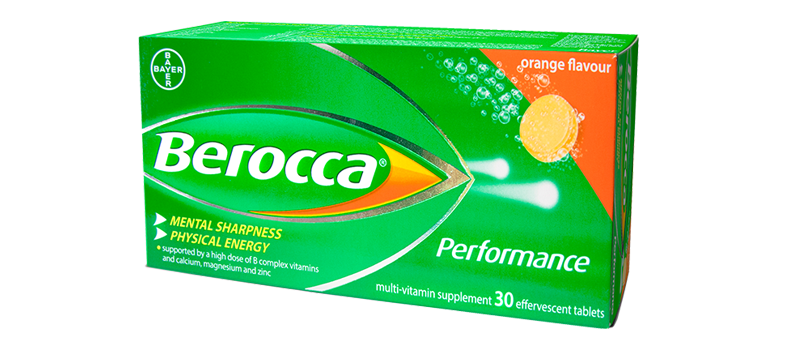 orange flavour
BAYER
BAYER
Berocca®
MENTAL SHARPNESS
PHYSICAL ENERGY
• supported by a high dose of B complex vitamins
and calcium, magnesium and zinc
Performance
multi-vitamin supplement 30 effervescent tablets